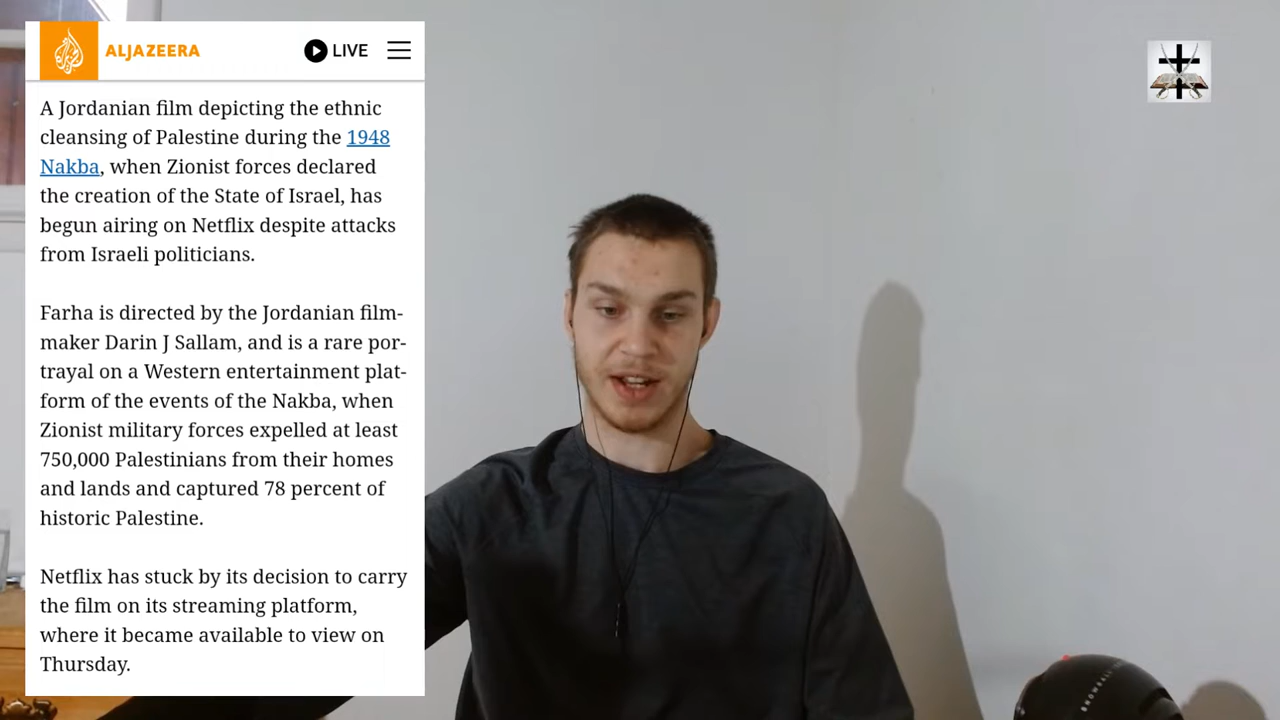 ALJAZEERA
LIVE
A Jordanian film depicting the ethnic
cleansing of Palestine during the 1948
Nakba, when Zionist forces declared
the creation of the State of Israel, has
begun airing on Netflix despite attacks
from Israeli politicians.
Farha is directed by the Jordanian film-
maker Darin J Sallam, and is a rare por-
trayal on a Western entertainment plat-
form of the events of the Nakba, when
Zionist military forces expelled at least
750,000 Palestinians from their homes
and lands and captured 78 percent of
historic Palestine.
Netflix has stuck by its decision to carry
the film on its streaming platform,
where it became available to view on
Thursday.